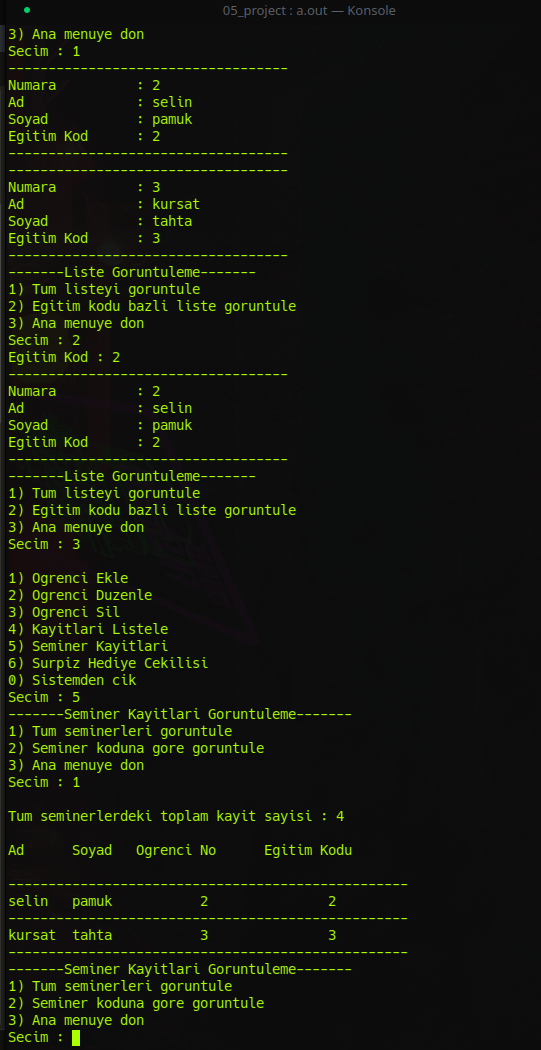 05_project : a.out — Konsole
3) Ana menuye don
Secim : 1
-----------------------------------
Numara          : 2
Ad              : selin
Soyad           : pamuk
Egitim Kod      : 2
-----------------------------------
-----------------------------------
Numara          : 3
Ad              : kursat
Soyad           : tahta
Egitim Kod      : 3
-----------------------------------
-------Liste Goruntuleme-------
1) Tum listeyi goruntule
2) Egitim kodu bazli liste goruntule
3) Ana menuye don
Secim : 2
Egitim Kod : 2
-----------------------------------
Numara          : 2
Ad              : selin
Soyad           : pamuk
Egitim Kod      : 2
-----------------------------------
-------Liste Goruntuleme-------
1) Tum listeyi goruntule
2) Egitim kodu bazli liste goruntule
3) Ana menuye don
Secim : 3
1) Ogrenci Ekle
2) Ogrenci Duzenle
3) Ogrenci Sil
4) Kayitlari Listele
5) Seminer Kayitlari
6) Surpiz Hediye Cekilisi
0) Sistemden cik
Secim : 5
-------Seminer Kayitlari Goruntuleme-------
1) Tum seminerleri goruntule
2) Seminer koduna gore goruntule
3) Ana menuye don
Secim : 1
Tum seminerlerdeki toplam kayit sayisi : 4
Ad      Soyad   Ogrenci No      Egitim Kodu
--------------------------------------------------
selin   pamuk           2               2
--------------------------------------------------
kursat  tahta           3               3
--------------------------------------------------
-------Seminer Kayitlari Goruntuleme-------
1) Tum seminerleri goruntule
2) Seminer koduna gore goruntule
3) Ana menuye don
Secim :